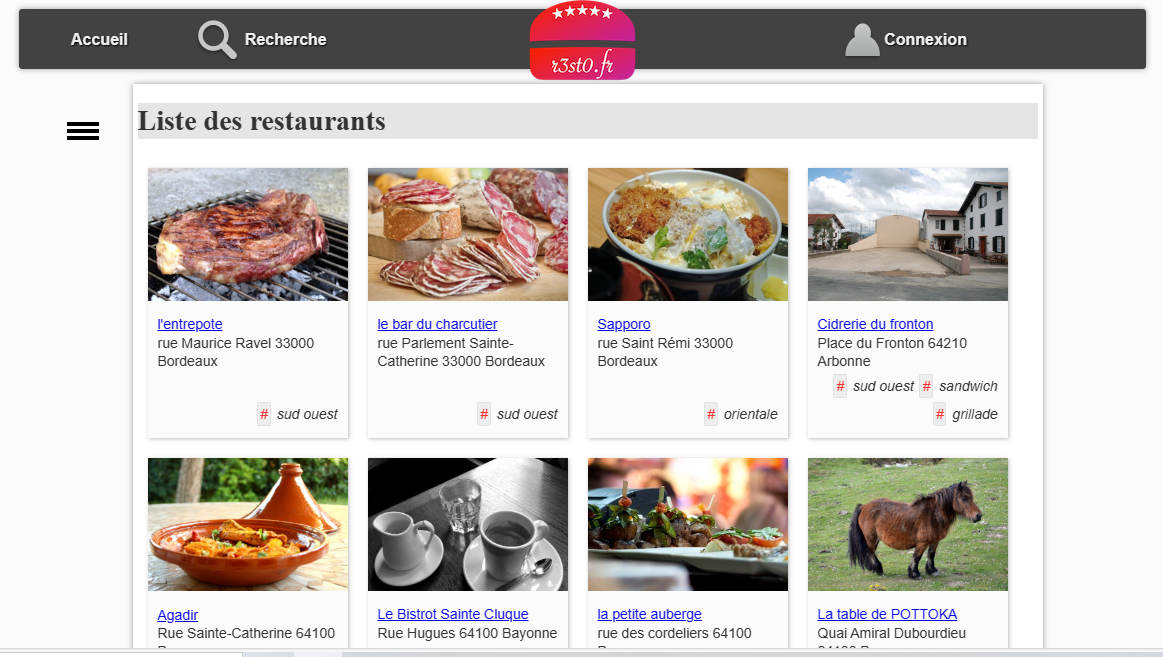 Accueil
Recherche
r3st0.fr
Connexion
Liste des restaurants
l'entrepote
rue Maurice Ravel 33000
Bordeaux
# sud ouest
le bar du charcutier
rue Parlement Sainte-
Catherine 33000 Bordeaux
# sud ouest
Sapporo
rue Saint Rémi 33000
Bordeaux
# orientale
Cidrerie du fronton
Place du Fronton 64210
Arbonne
# sud ouest # sandwich
# grillade
Agadir
Rue Sainte-Catherine 64100
Le Bistrot Sainte Cluque
Rue Hugues 64100 Bayonne
la petite auberge
rue des cordeliers 64100
La table de POTTOKA
Quai Amiral Dubourdieu